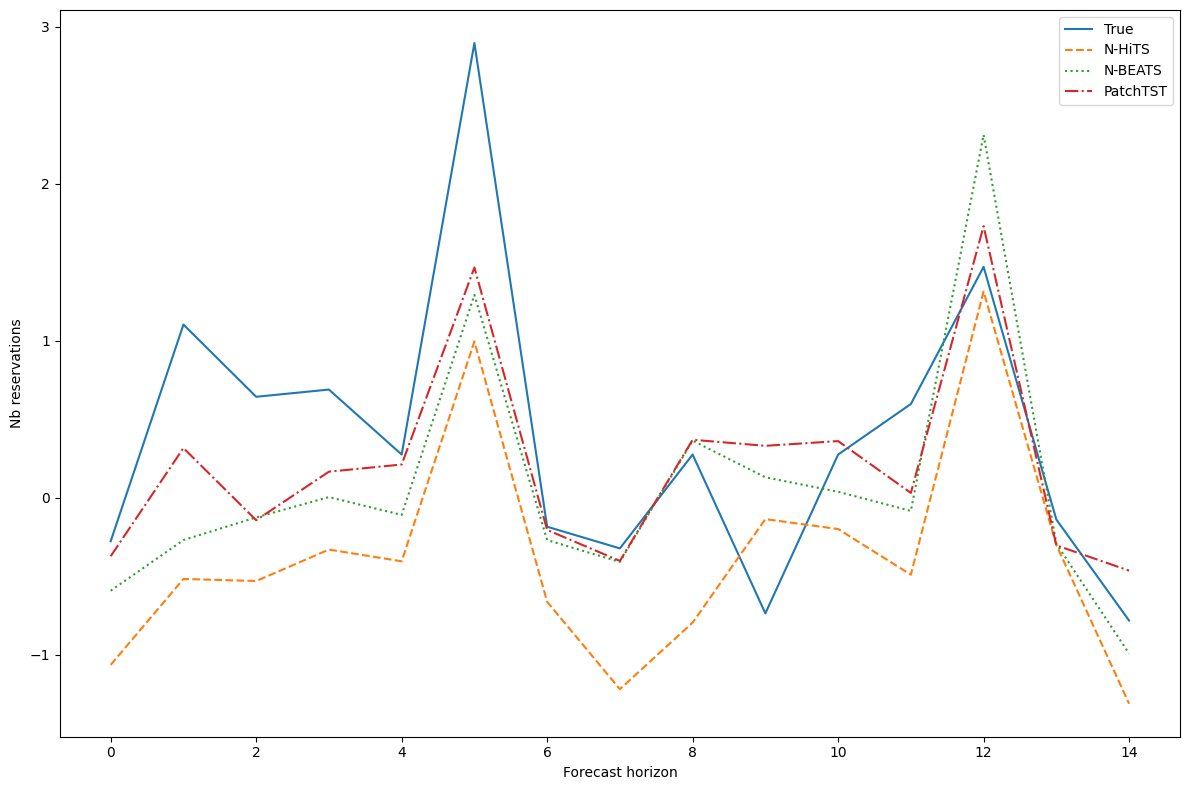 True
N-HiTS
N-BEATS
PatchTST
Nb reservations
3
2
1
0
−1
0 2 4 6 8 10 12 14
Forecast horizon